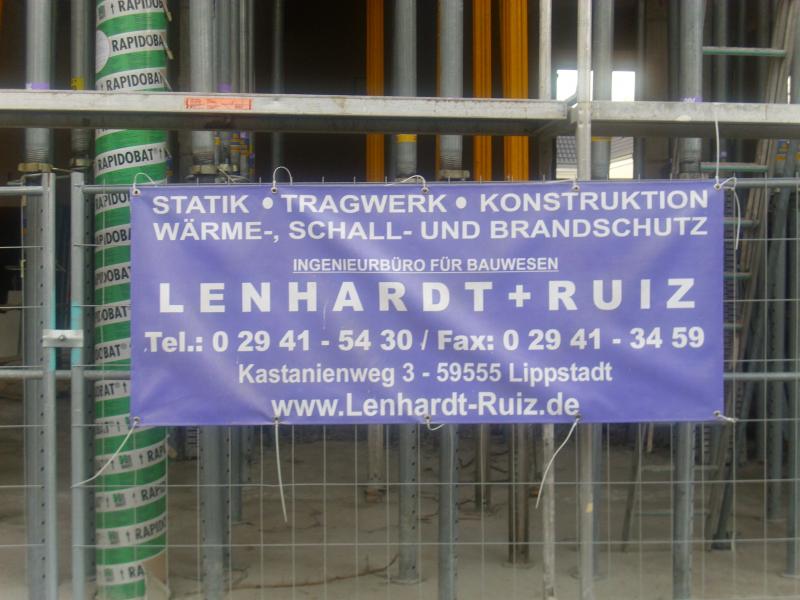 STATIK • TRAGWERK • KONSTRUKTION
WÄRME-, SCHALL- UND BRANDSCHUTZ
INGENIEURBÜRO FÜR BAUWESEN
LENHARDT + RUIZ
Tel.: 0 29 41 - 54 30 / Fax: 0 29 41 - 34 59
Kastanienweg 3 - 59555 Lippstadt
www.Lenhardt-Ruiz.de
RAPIDOBAT
RAPIDOBAT
RAPIDOBAT
RAPIDOBAT®